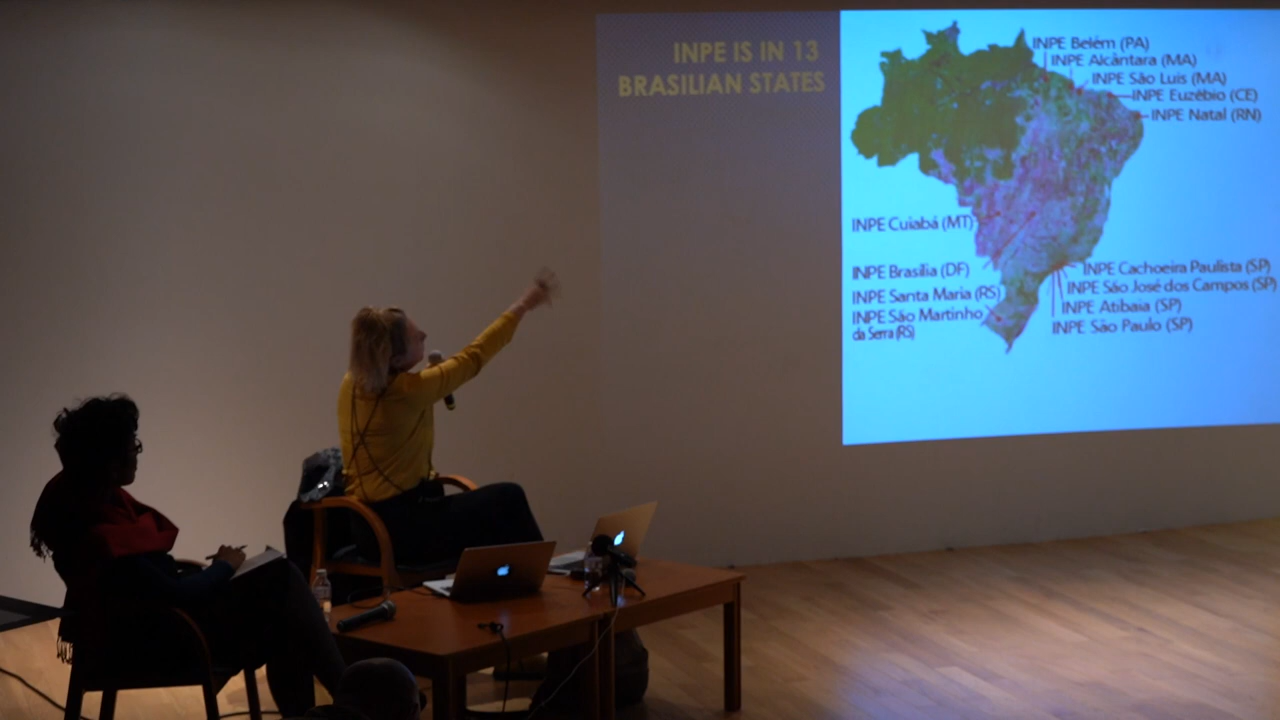 INPE IS IN 13
BRASILIAN STATES
INPE Belém (PA)
INPE Alcântara (MA)
INPE São Luis (MA)
INPE Euzébio (CE)
INPE Natal (RN)
INPE Cuiabá (MT)
INPE Brasília (DF)
INPE Santa Maria (RS)
INPE São Martinho
da Serra (RS)
INPE Cachoeira Paulista (SP)
INPE São José dos Campos (SP)
INPE Atibaia (SP)
INPE São Paulo (SP)